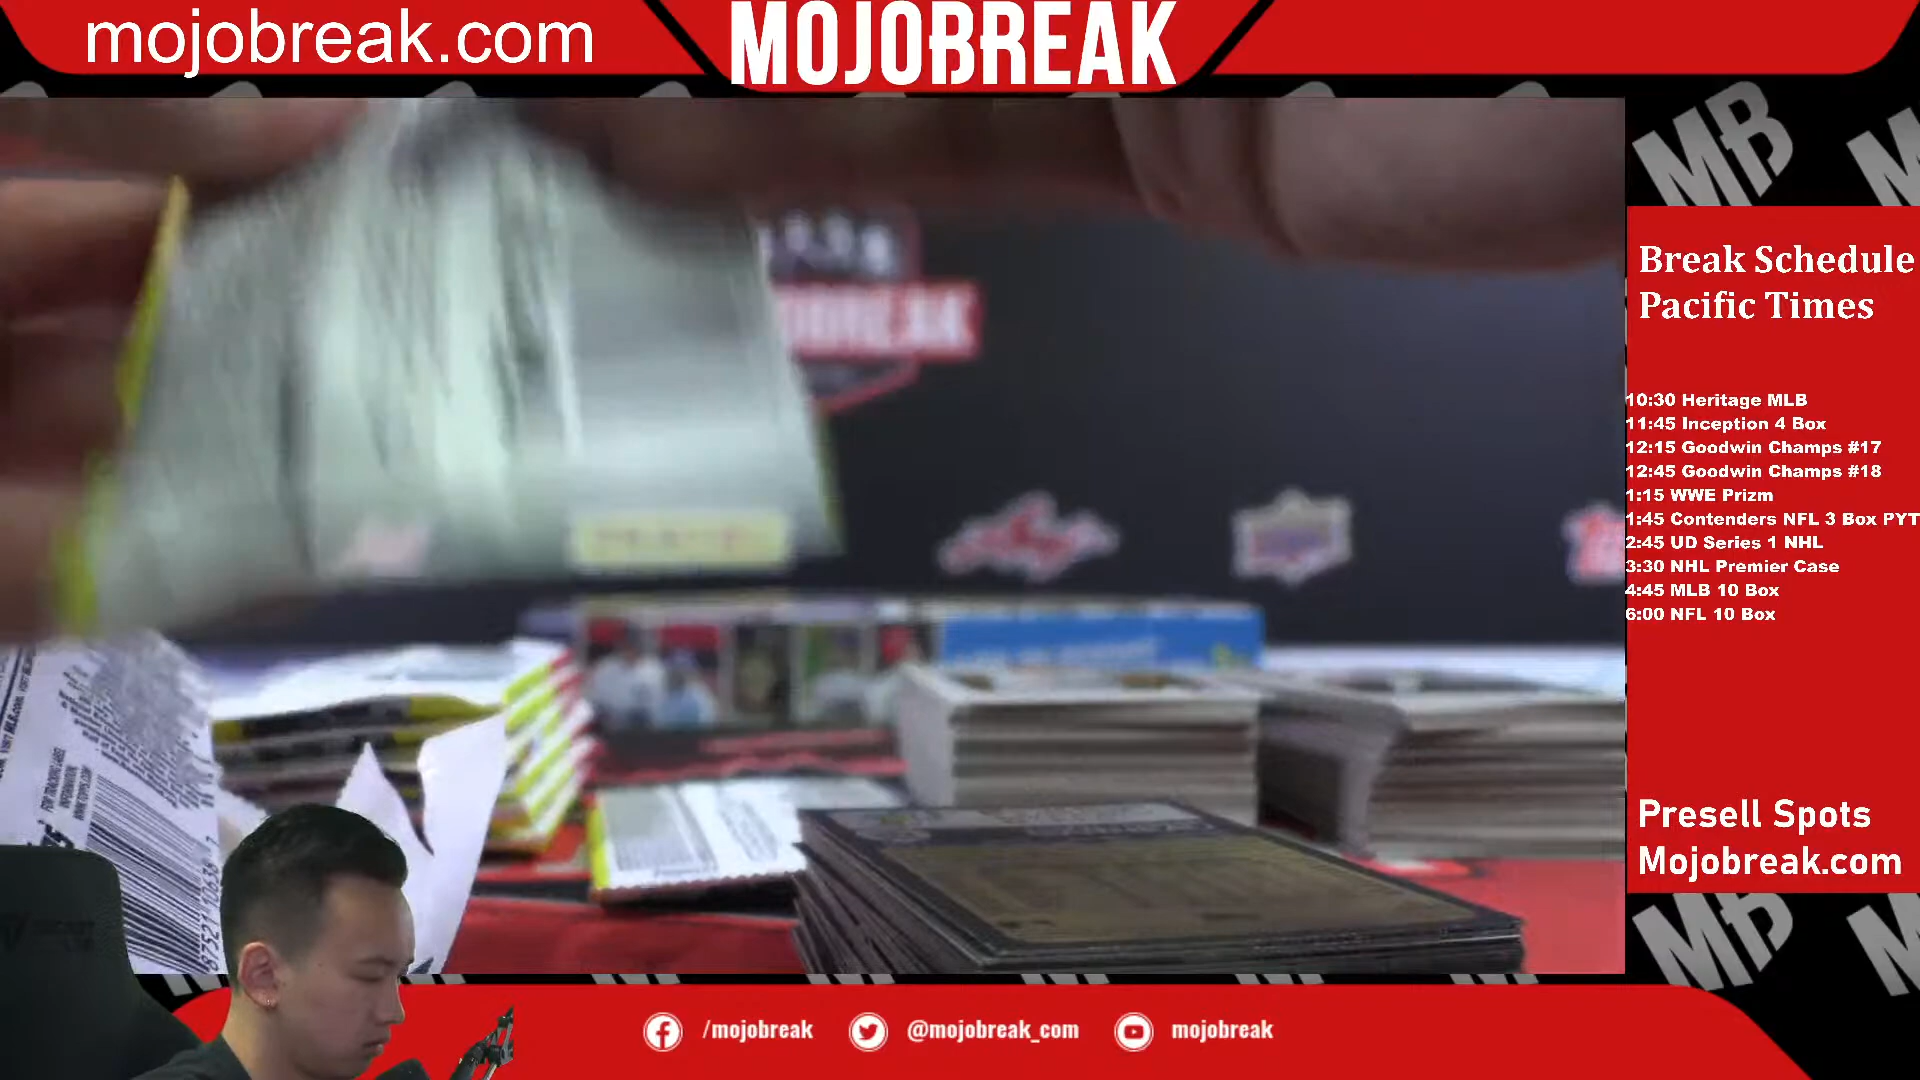 mojobreak.com
MOJOBREAK
Break Schedule
Pacific Times
10:30 Heritage MLB
11:45 Inception 4 Box
12:15 Goodwin Champs #17
12:45 Goodwin Champs #18
1:15 WWE Prizm
1:45 Contenders NFL 3 Box PYT
2:45 UD Series 1 NHL
3:30 NHL Premier Case
4:45 MLB 10 Box
6:00 NFL 10 Box
Presell Spots
Mojobreak.com
MB
MB
/mojobreak
@mojobreak_com
mojobreak